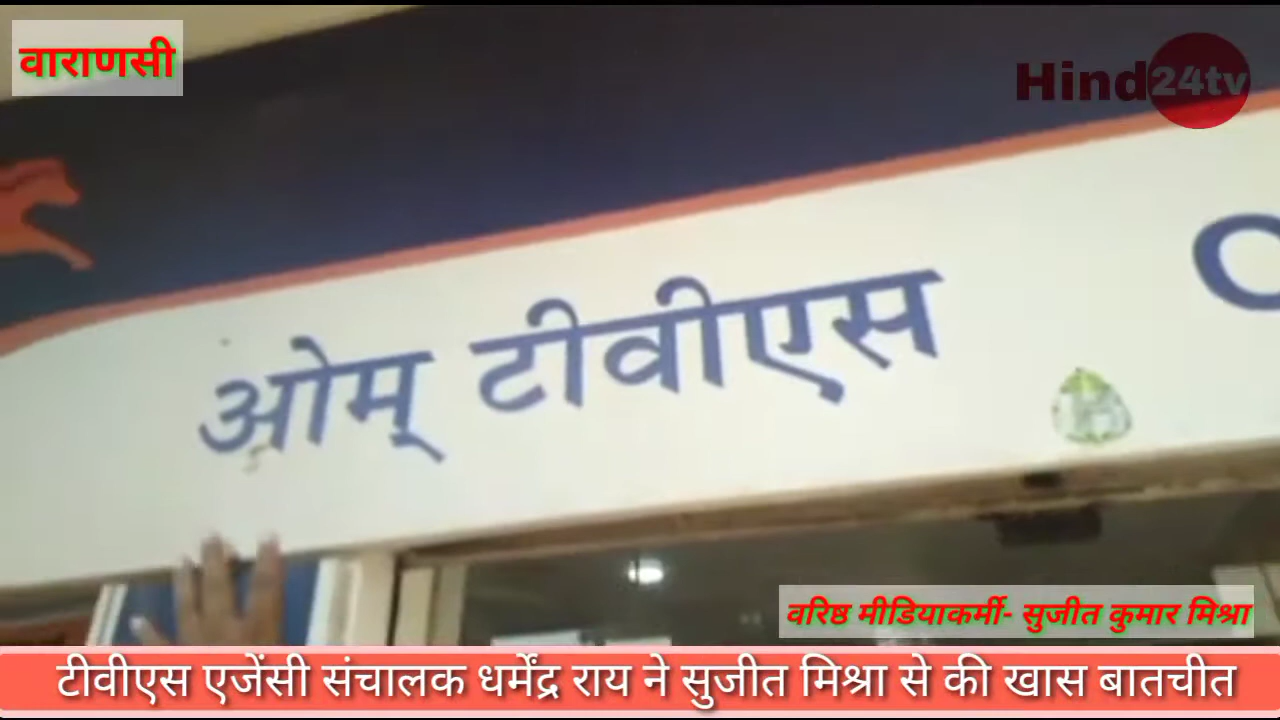 वाराणसी
Hind24tv
ओम् टीवीएस
वरिष्ठ मीडियाकर्मी- सुजीत कुमार मिश्रा
टीवीएस एजेंसी संचालक धर्मेंद्र राय ने सुजीत मिश्रा से की खास बातचीत